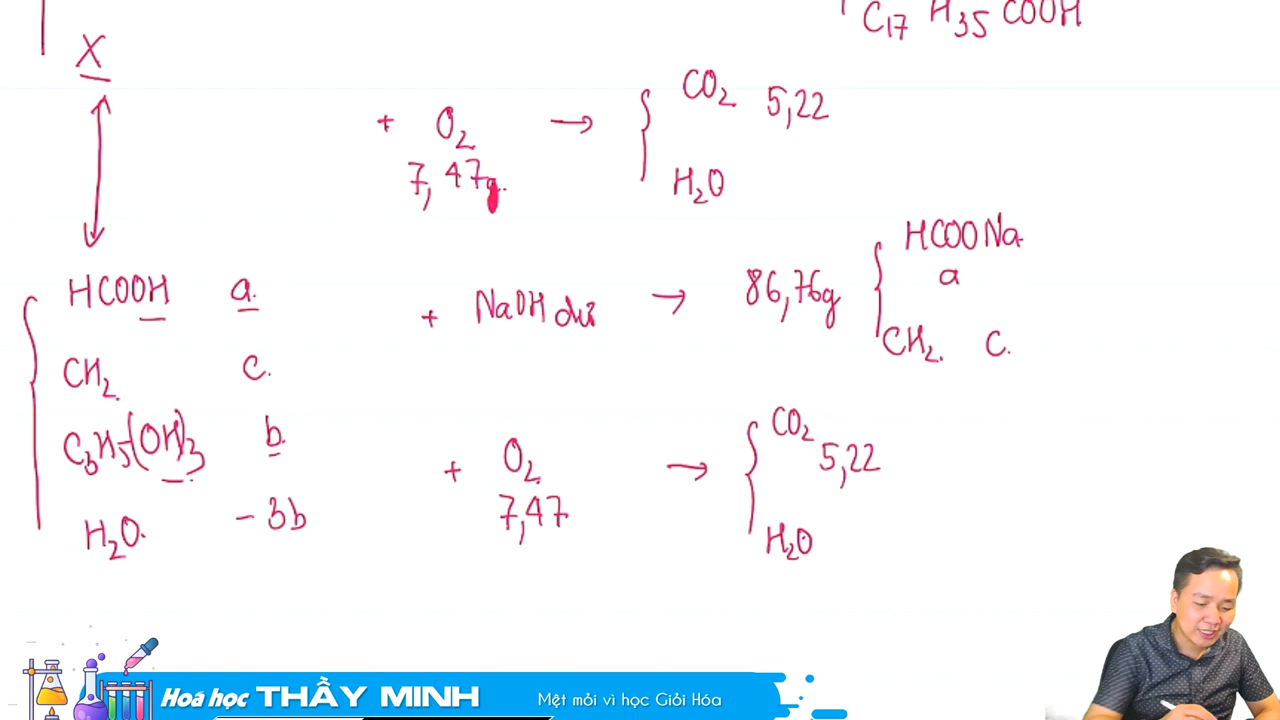 C17 H35 COOH
X
+ O2 → CO2 5,22
7,47g.
H2O
HCOONa
HCOOH a. + NaOH dư → 86,76g a
CH2. c. CH2. c.
C3H5(OH)3 b. + O2 → CO2
7,47 5,22
H2O. - 3b H2O
Hoá học THẦY MINH Mệt mỏi vì học Giỏi Hóa